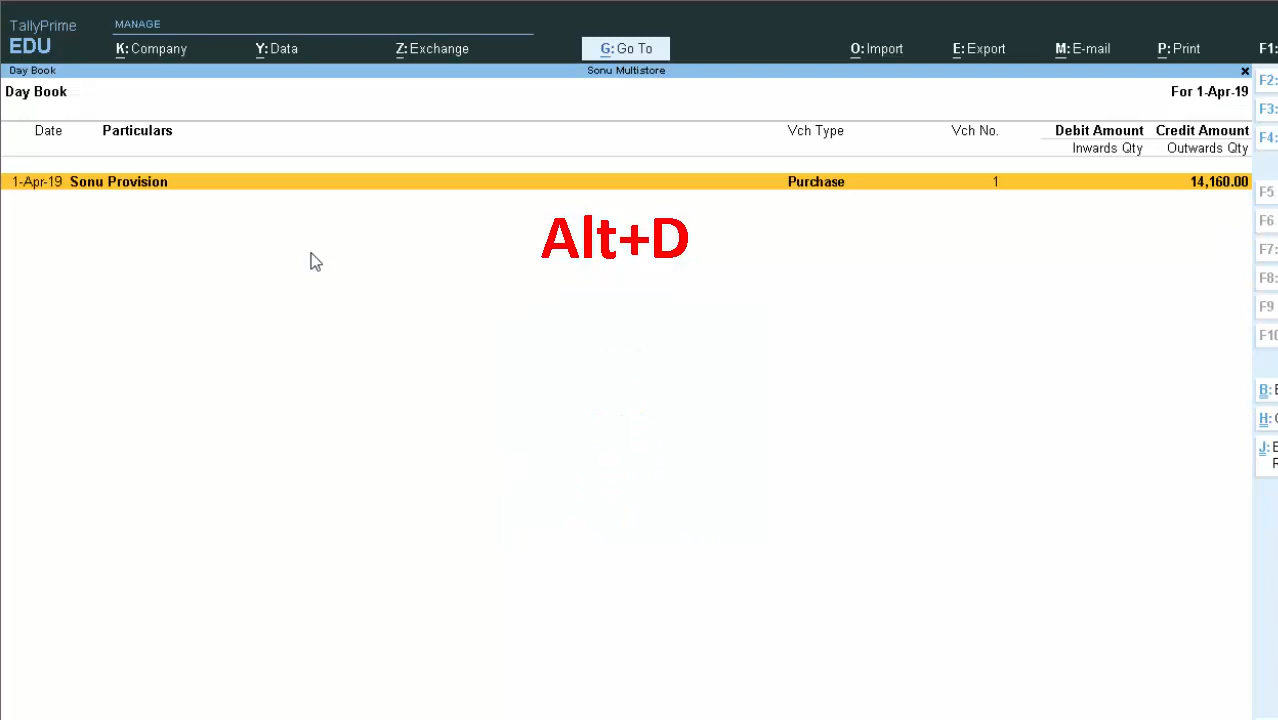 TallyPrime
EDU
MANAGE
K: Company Y: Data Z: Exchange G: Go To O: Import E: Export M: E-mail P: Print F1:
Day Book Sonu Multistore x
Day Book For 1-Apr-19
Date Particulars Vch Type Vch No. Debit Amount Credit Amount
Inwards Qty Outwards Qty
1-Apr-19 Sonu Provision Purchase 1 14,160.00
Alt+D
F2:
F3:
F4:
F5
F6
F7:
F8:
F9
F10
B:
H:
J: